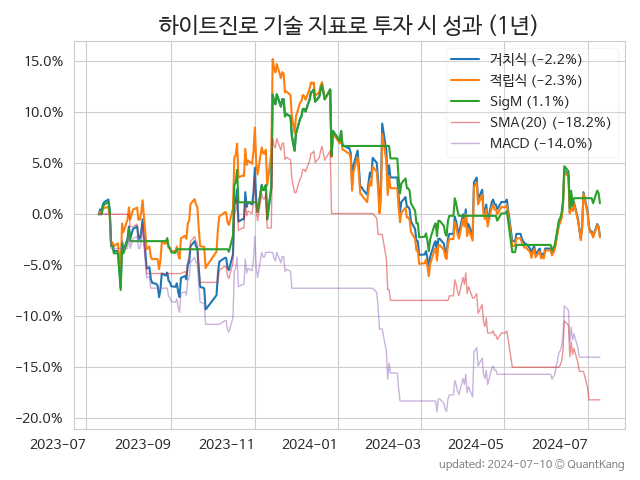 하이트진로 기술 지표로 투자 시 성과 (1년)
거치식 (−2.2%)
적립식 (−2.3%)
SigM (1.1%)
SMA(20) (−18.2%)
MACD (−14.0%)
15.0%
10.0%
5.0%
0.0%
−5.0%
−10.0%
−15.0%
−20.0%
2023-07 2023-09 2023-11 2024-01 2024-03 2024-05 2024-07
updated: 2024-07-10 ⓒ QuantKang